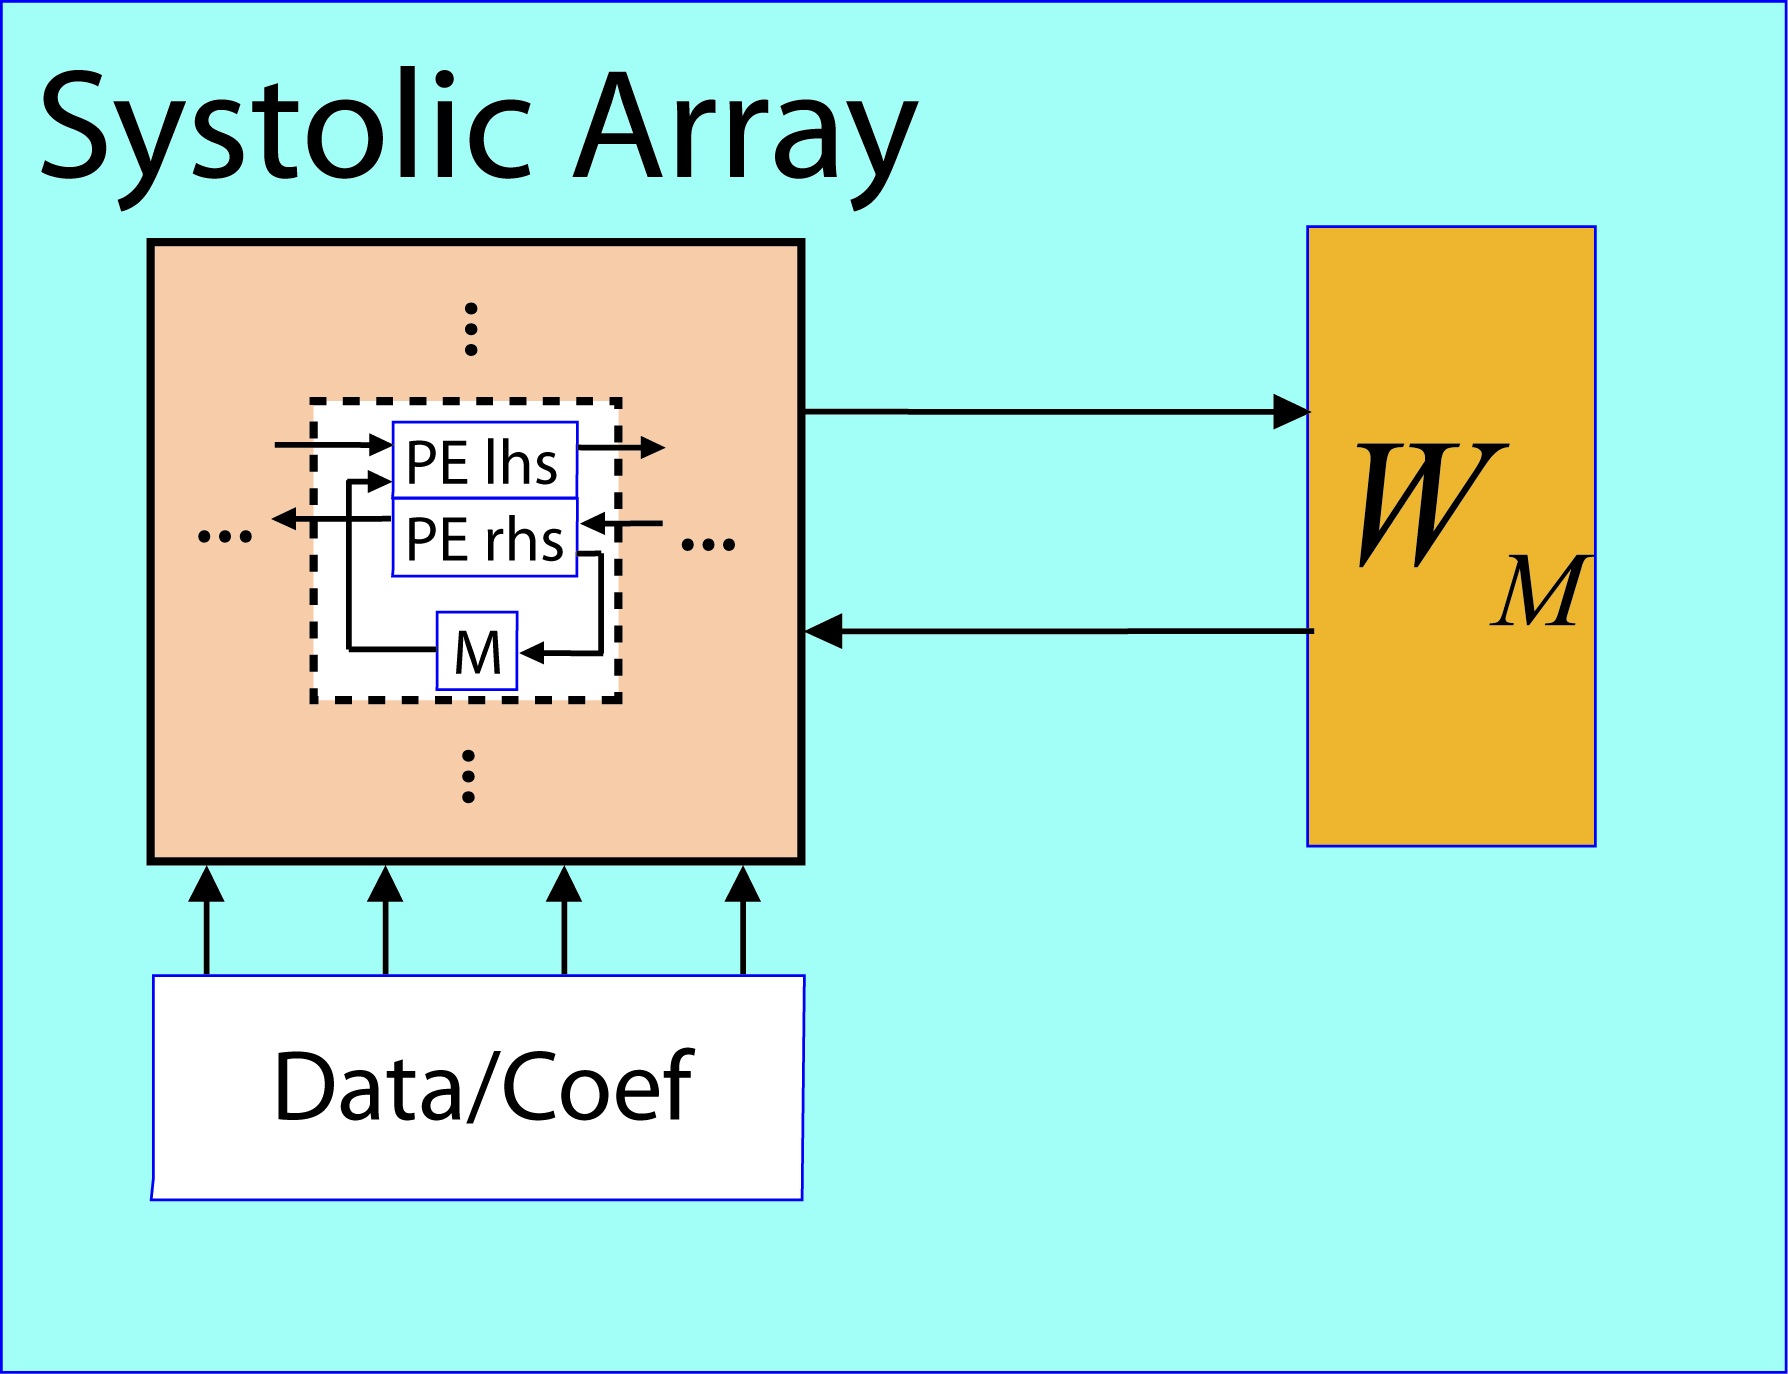 Systolic Array
PE lhs
PE rhs
M
W
M
Data/Coef